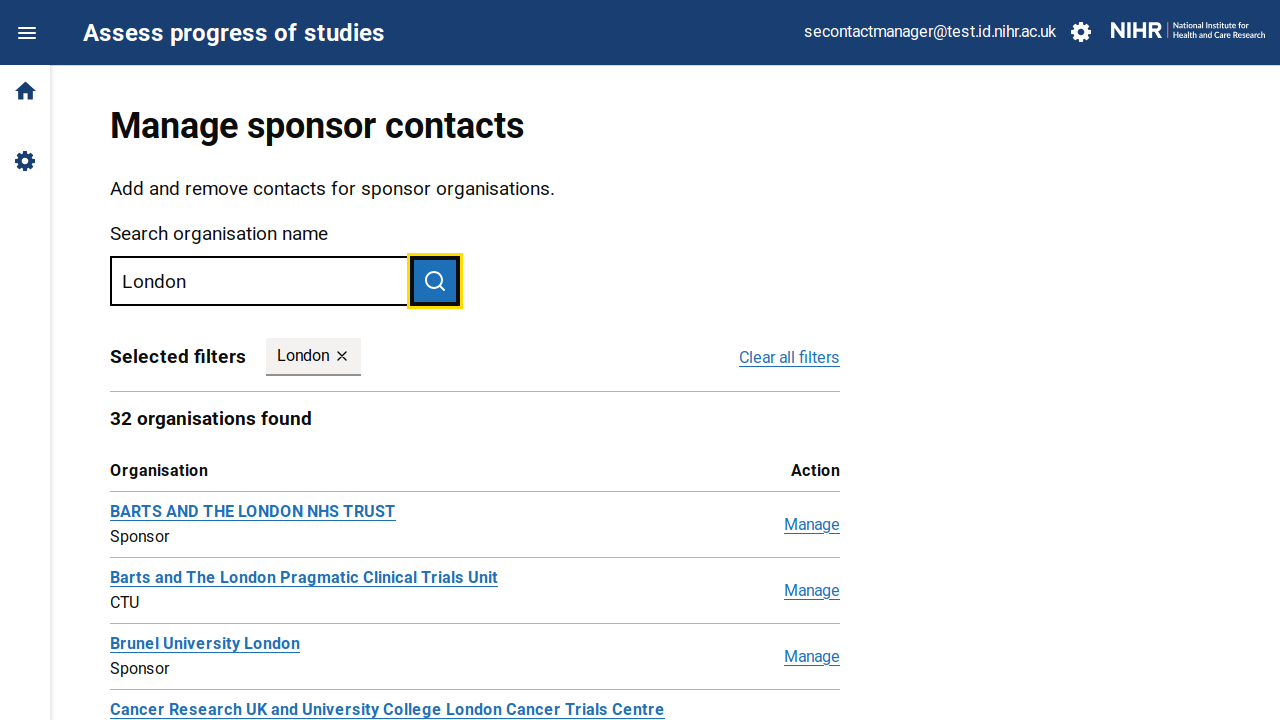 Assess progress of studies
secontactmanager@test.id.nihr.ac.uk
NIHR
National Institute for
Health and Care Research
Manage sponsor contacts
Add and remove contacts for sponsor organisations.
Search organisation name
London
Selected filters
London
Clear all filters
32 organisations found
Organisation
Action
BARTS AND THE LONDON NHS TRUST
Sponsor
Manage
Barts and The London Pragmatic Clinical Trials Unit
CTU
Manage
Brunel University London
Sponsor
Manage
Cancer Research UK and University College London Cancer Trials Centre